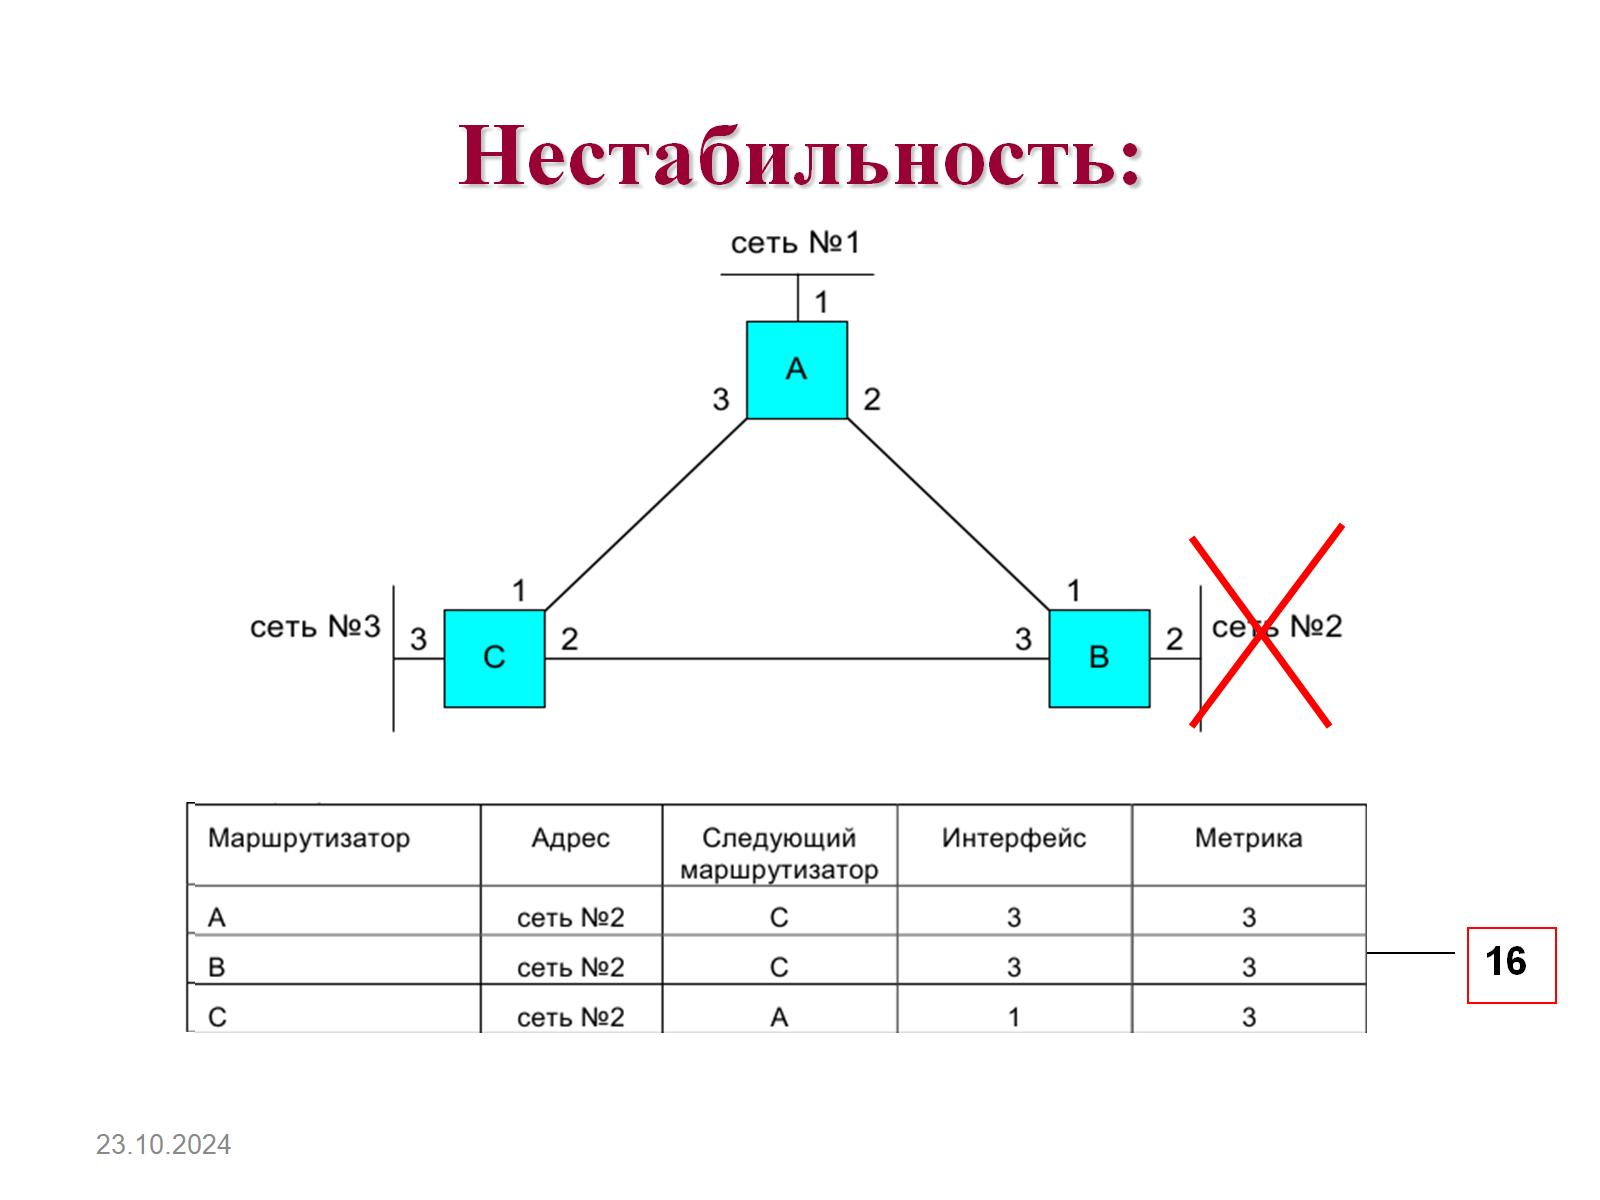 Нестабильность:
сеть №1
1
A
3
2
1
1
сеть №3
3
C
2
3
B
2
сеть №2
Маршрутизатор Адрес Следующий маршрутизатор Интерфейс Метрика
A сеть №2 C 3 3
B сеть №2 C 3 3
C сеть №2 A 1 3
16
23.10.2024